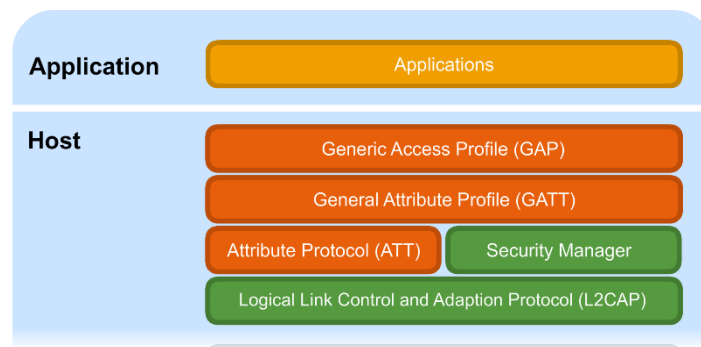 Application
Applications
Host
Generic Access Profile (GAP)
General Attribute Profile (GATT)
Attribute Protocol (ATT)
Security Manager
Logical Link Control and Adaption Protocol (L2CAP)